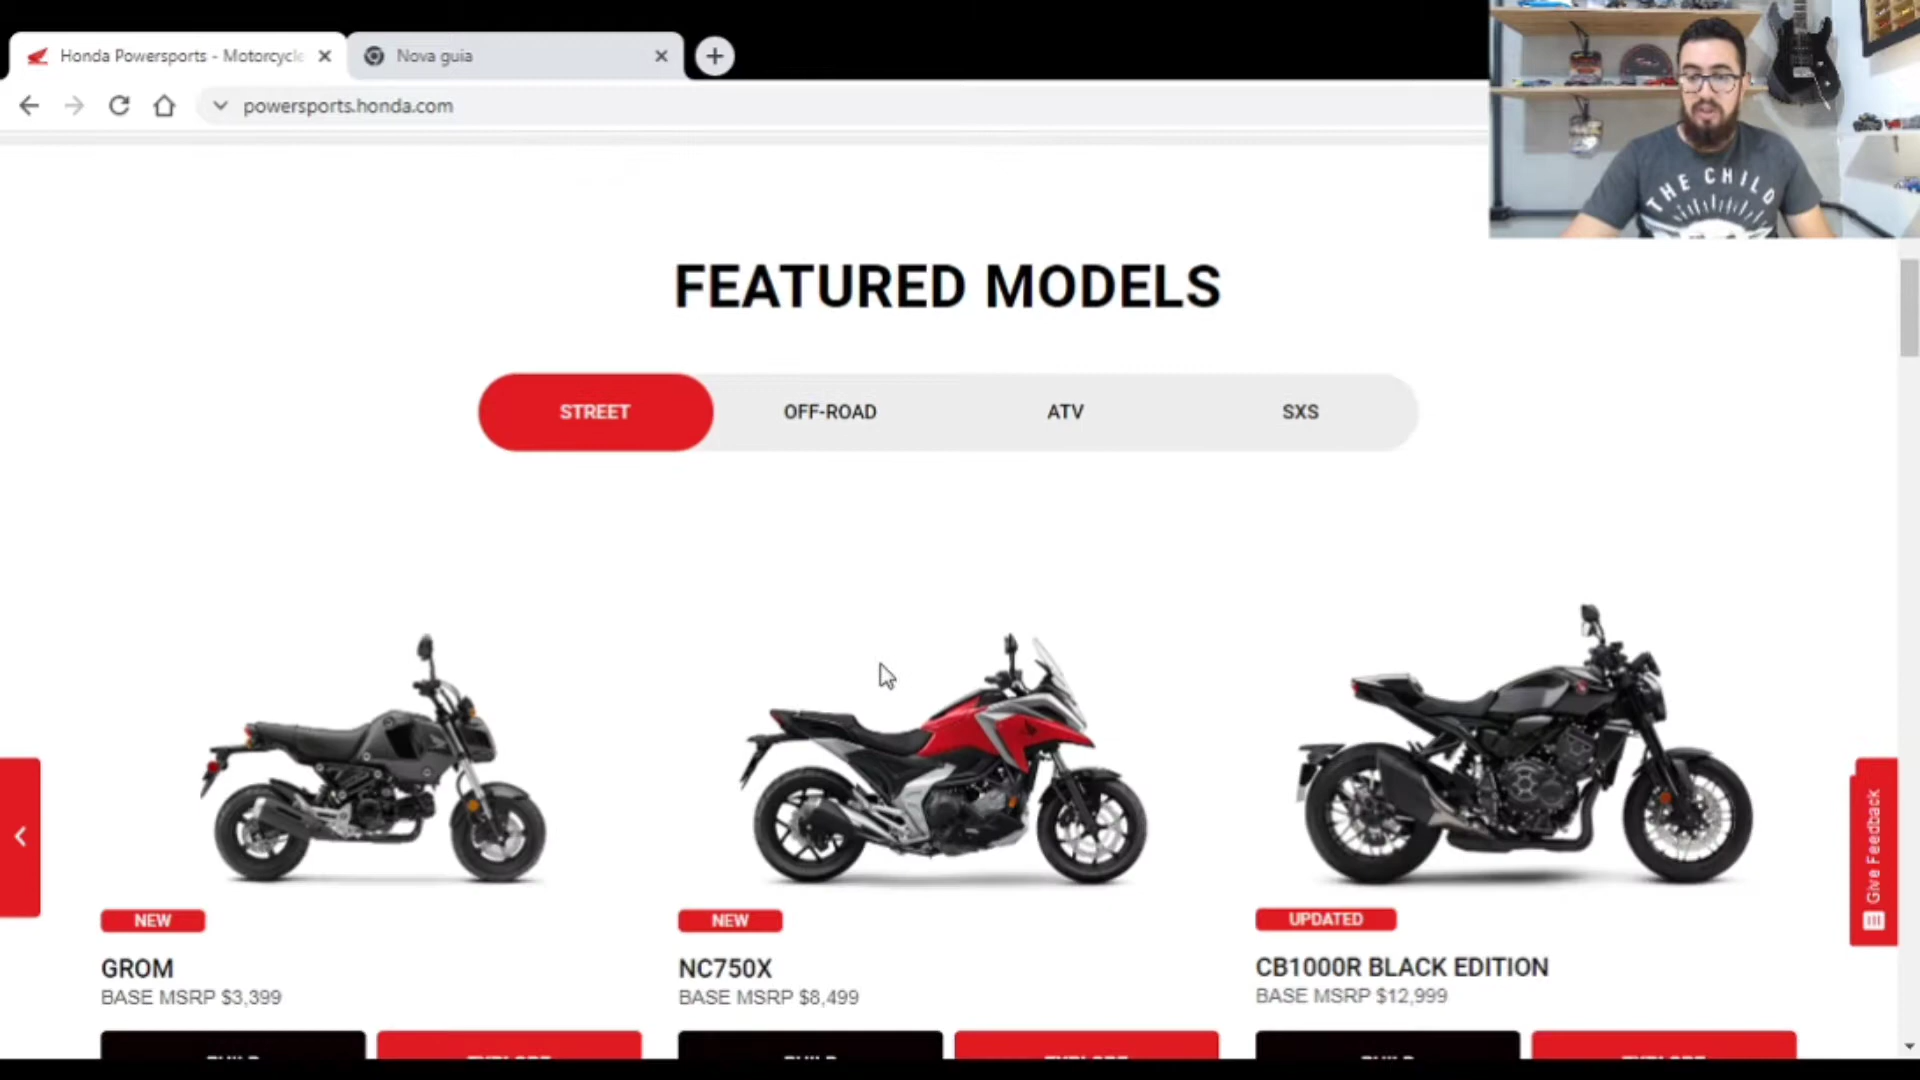 Honda Powersports - Motorcycle
Nova guia
powersports.honda.com
THE CHILD
FEATURED MODELS
STREET
OFF-ROAD
ATV
SXS
Give Feedback
NEW
NEW
UPDATED
GROM
NC750X
CB1000R BLACK EDITION
BASE MSRP $3,399
BASE MSRP $8,499
BASE MSRP $12,999